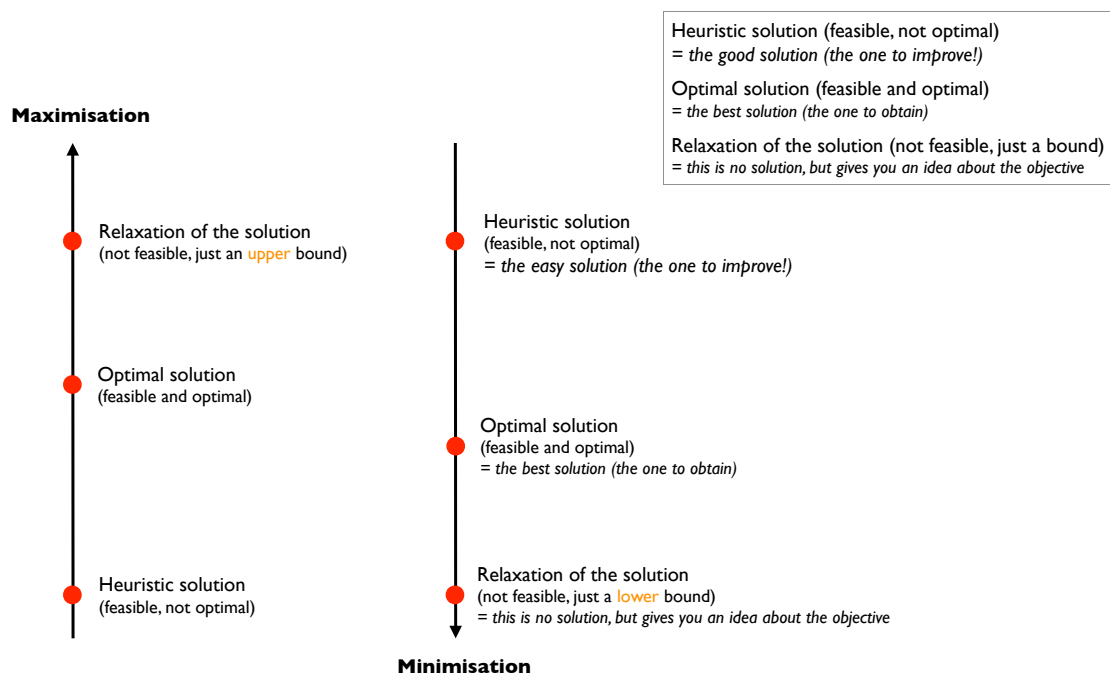 Heuristic solution (feasible, not optimal)
= the good solution (the one to improve!)
Optimal solution (feasible and optimal)
= the best solution (the one to obtain)
Relaxation of the solution (not feasible, just a bound)
= this is no solution, but gives you an idea about the objective
Maximisation
Relaxation of the solution
(not feasible, just an upper bound)
Optimal solution
(feasible and optimal)
Heuristic solution
(feasible, not optimal)
Heuristic solution
(feasible, not optimal)
= the easy solution (the one to improve!)
Optimal solution
(feasible and optimal)
= the best solution (the one to obtain)
Relaxation of the solution
(not feasible, just a lower bound)
= this is no solution, but gives you an idea about the objective
Minimisation